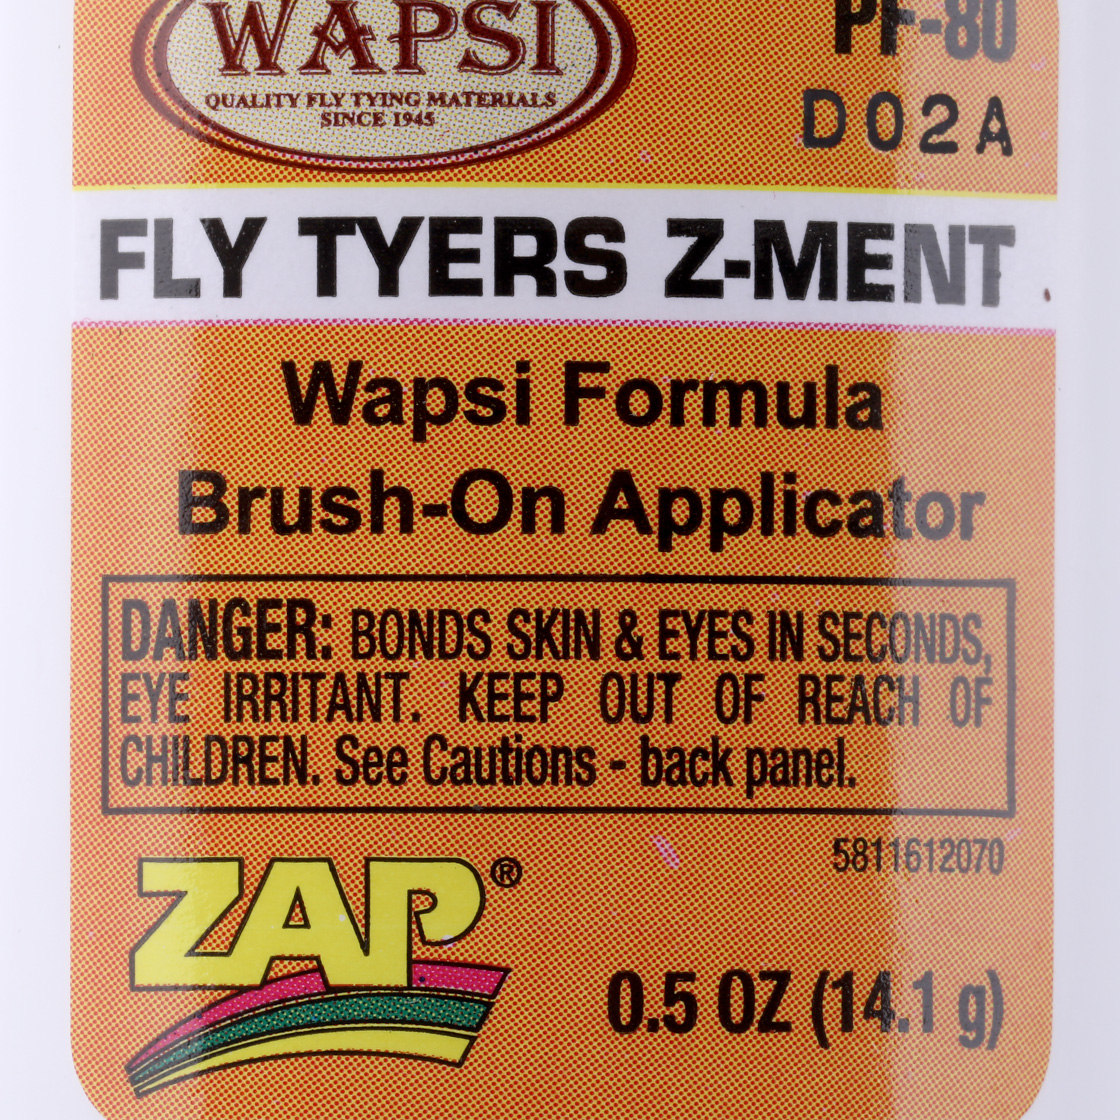 WAPSI
QUALITY FLY TYING MATERIALS
SINCE 1945
PF-80
D02A
FLY TYERS Z-MENT
Wapsi Formula
Brush-On Applicator
DANGER: BONDS SKIN & EYES IN SECONDS,
EYE IRRITANT. KEEP OUT OF REACH OF
CHILDREN. See Cautions - back panel.
5811612070
ZAP®
0.5 OZ (14.1 g)